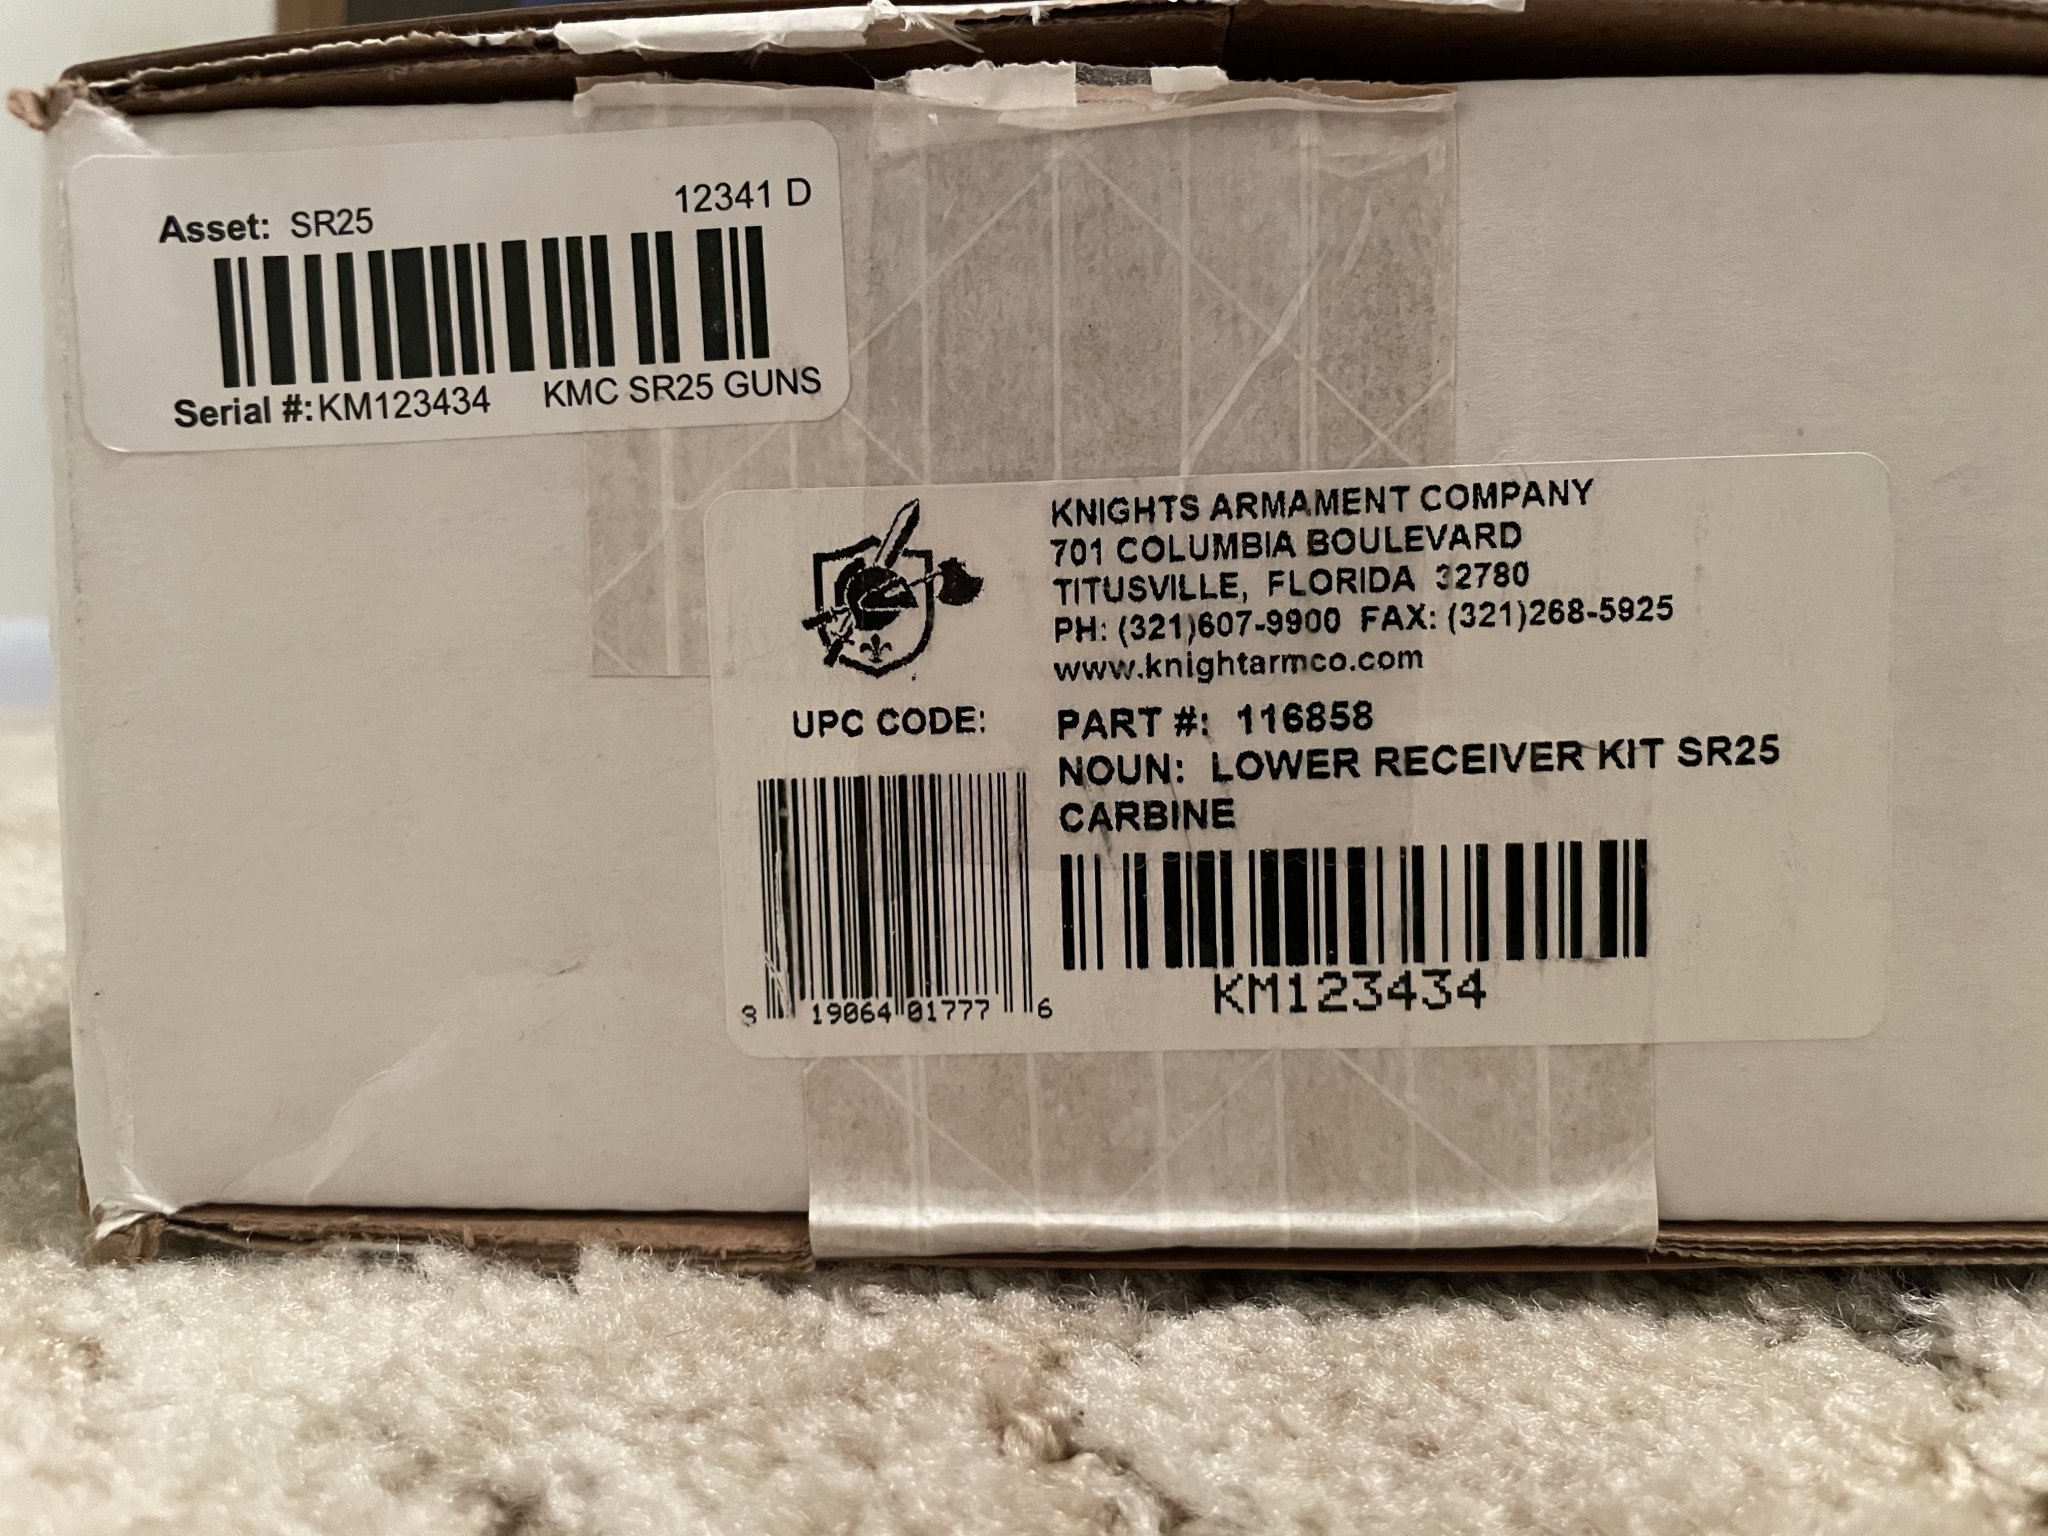 Asset: SR25
12341 D
Serial #:KM123434
KMC SR25 GUNS
KNIGHTS ARMAMENT COMPANY
701 COLUMBIA BOULEVARD
TITUSVILLE, FLORIDA 32780
PH: (321)607-9900 FAX: (321)268-5925
www.knightarmco.com
UPC CODE:
PART #: 116858
NOUN: LOWER RECEIVER KIT SR25
CARBINE
8 19064 01777 6
KM123434